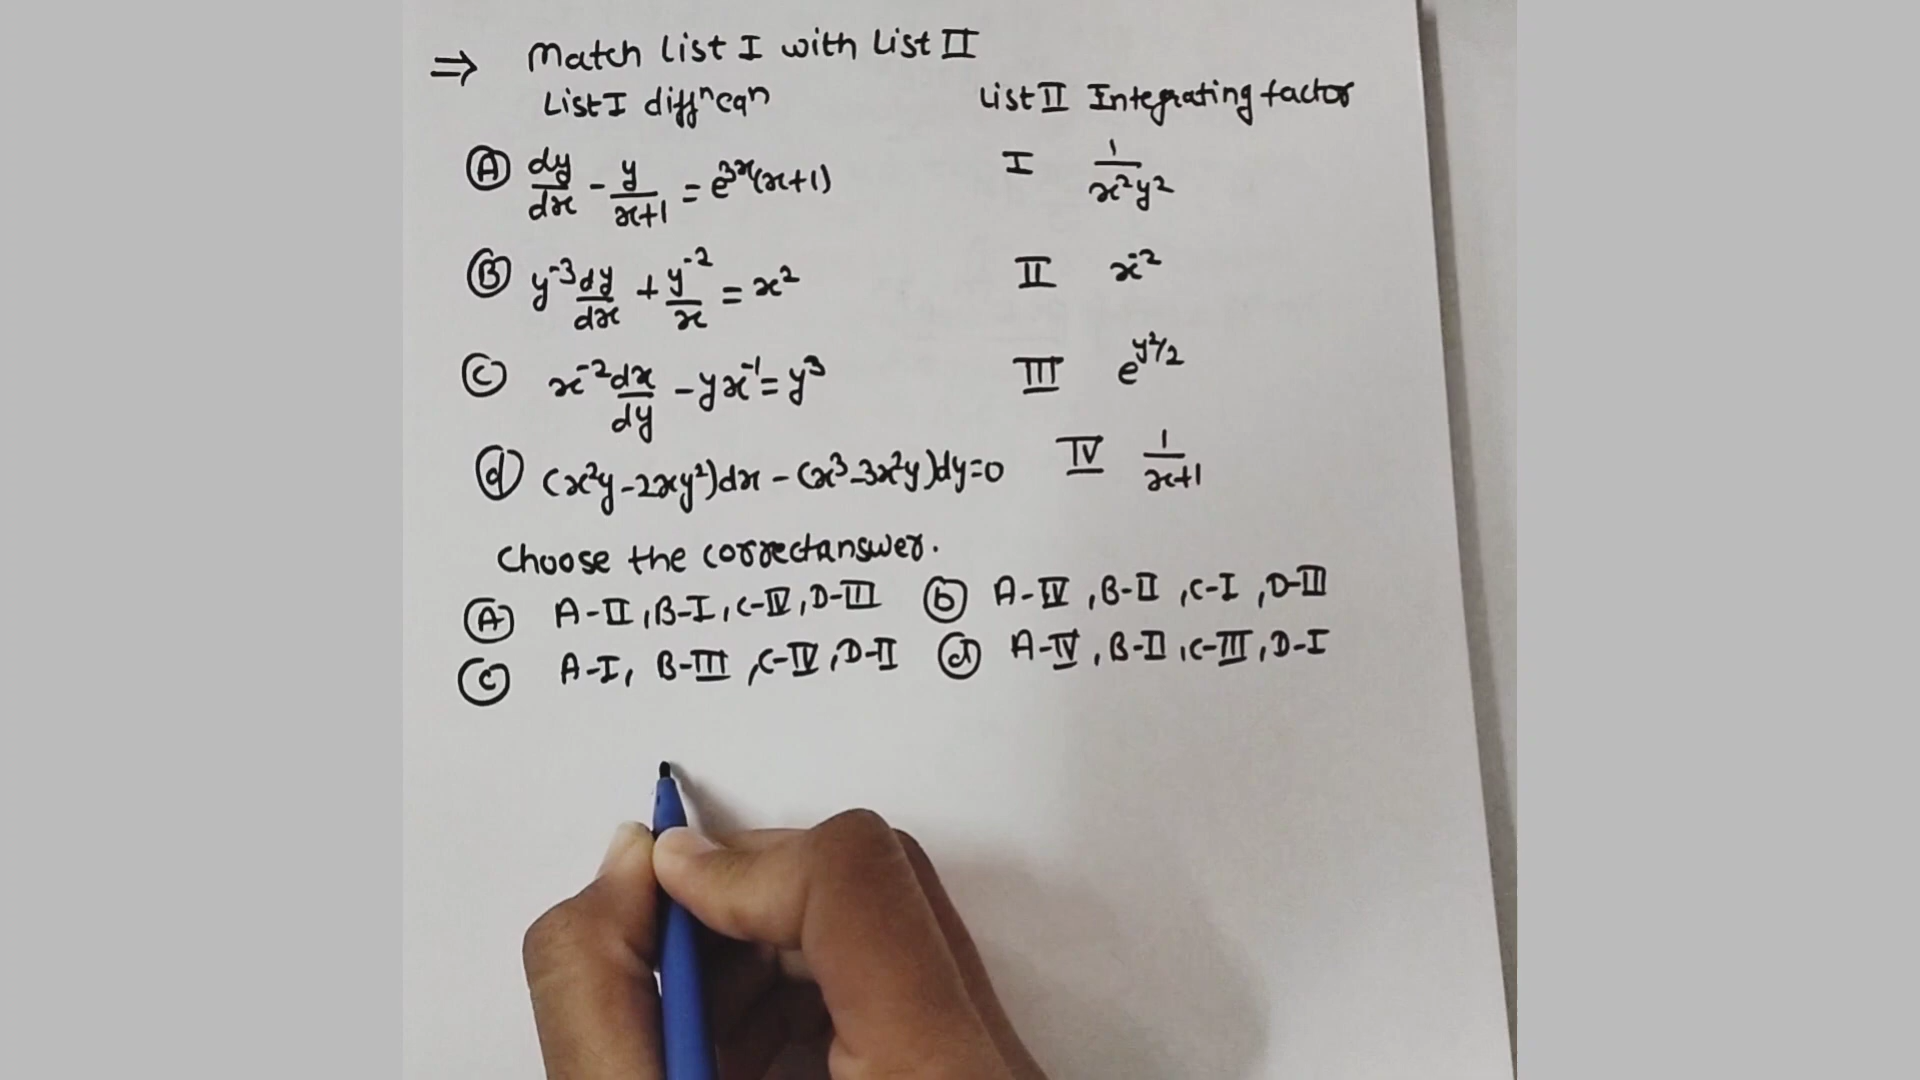 ⇒ Match List I with List II
List I diffⁿ eqⁿ List II Integrating factor
Ⓐ dy/dx - y/x+1 = e³ˣ(x+1) I 1/x²y²
Ⓑ y⁻³ dy/dx + y⁻²/x = x² II x⁻²
Ⓒ x⁻² dx/dy - yx⁻¹ = y³ III e^y²/2
ⓓ (x²y-2xy²)dx - (x³-3x²y)dy=0 IV 1/x+1
Choose the correct answer.
Ⓐ A-II, B-I, C-IV, D-III ⓑ A-IV, B-II, C-I, D-III
Ⓒ A-I, B-III, C-IV, D-II ⓓ A-IV, B-II, C-III, D-I